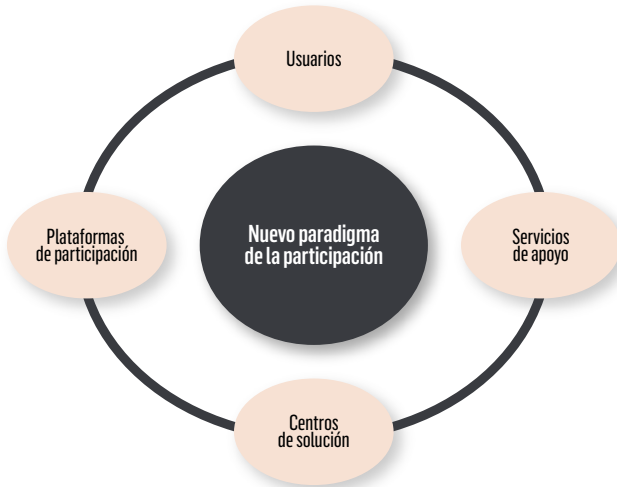 Usuarios
Plataformas
de participación
Nuevo paradigma
de la participación
Servicios
de apoyo
Centros
de solución